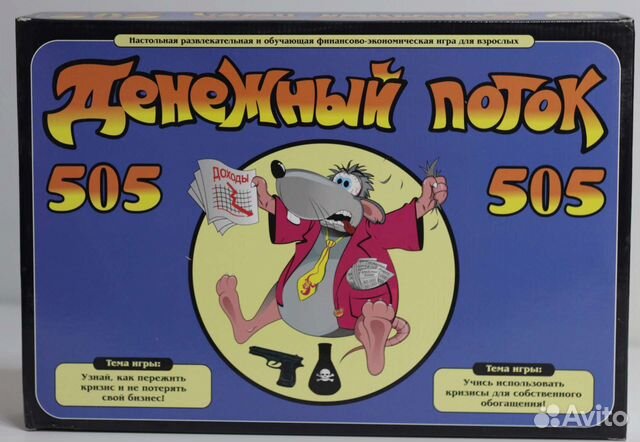 Настольная развлекательная и обучающая финансово-экономическая игра для взрослых
Денежный поток
505
505
ДОХОДЫ
Тема игры:
Узнай, как пережить
кризис и не потерять
свой бизнес!
Тема игры:
Учись использовать
кризисы для собственного
обогащения!
Avito